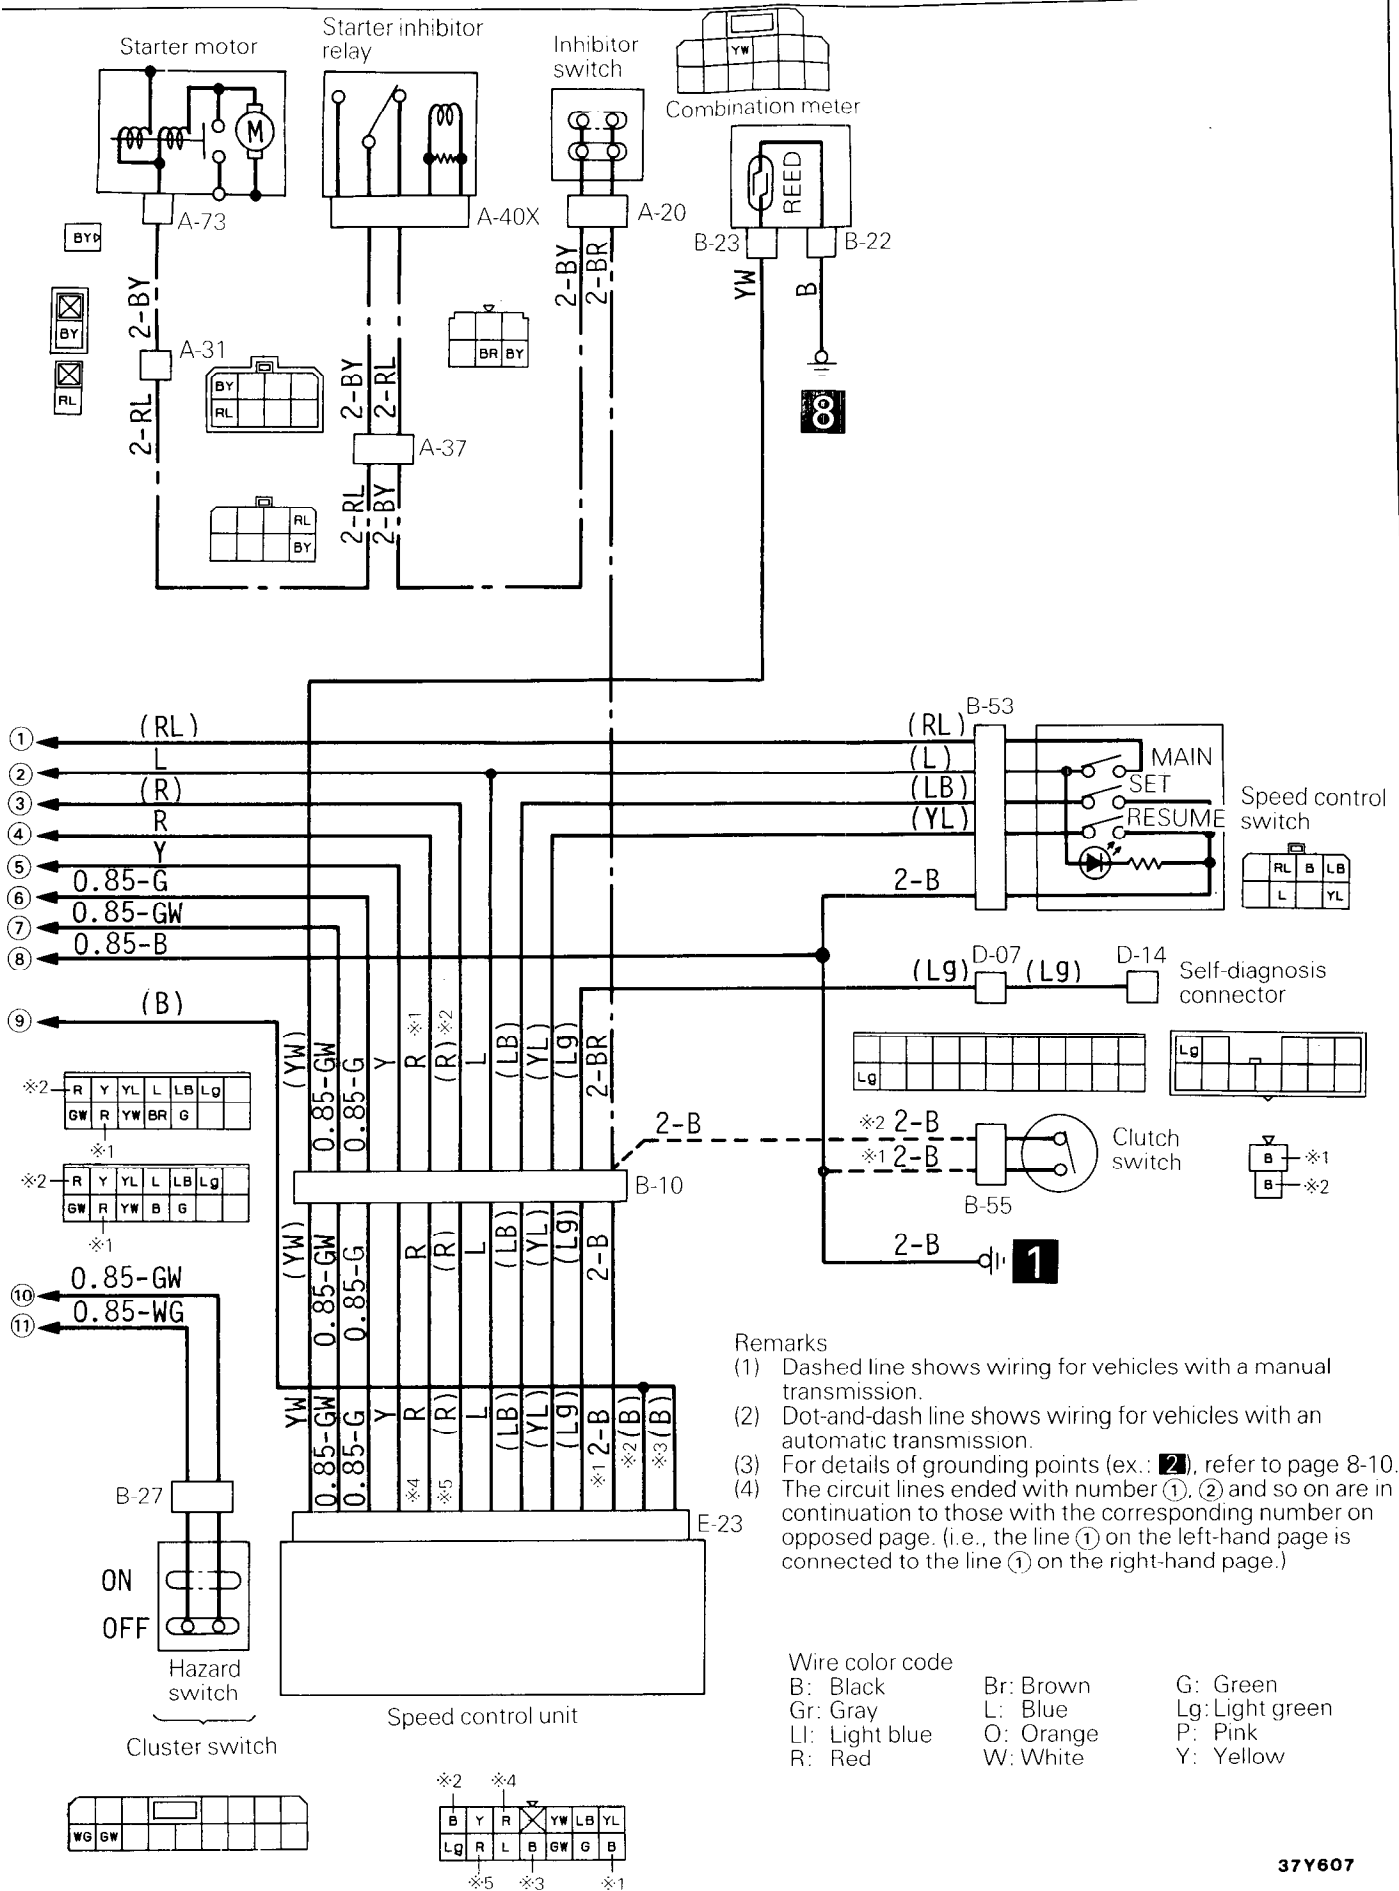 Starter motor
Starter inhibitor
relay
Inhibitor
switch
YW
Combination meter
M
REED
A-73
A-40X
A-20
B-23
B-22
BY
2-BY
2-BY
2-BR
YW
B
BY
A-31
RL
BY
RL
2-RL
2-BY
2-RL
BR BY
8
A-37
RL
BY
2-RL
2-BY
B-53
① (RL) (RL)
② L (L)
③ (R) (LB)
④ R (YL)
⑤ Y
⑥ 0.85-G 2-B
⑦ 0.85-GW
⑧ 0.85-B
MAIN
SET
RESUME
Speed control
switch
RL B LB
L YL
⑨ (B)
(Lg) D-07 (Lg) D-14
Self-diagnosis
connector
Lg
Lg
(YW) 0.85-GW 0.85-G Y R ※1 (R) ※2 L (LB) (YL) (Lg) 2-BR
※2 R Y YL L LB Lg
GW R YW BR G
※1
※2 R Y YL L LB Lg
GW R YW B G
※1
2-B
※2 2-B
※1 2-B
Clutch
switch
B ※1
B ※2
B-10
B-55
(YW) 0.85-GW 0.85-G R (R) L (LB) (YL) (Lg) 2-B
2-B
1
⑩ 0.85-GW
⑪ 0.85-WG
YW 0.85-GW 0.85-G Y R ※4 (R) ※5 L (LB) (YL) (Lg) ※1 2-B ※2 (B) ※3 (B)
B-27
E-23
ON
OFF
Hazard
switch
Cluster switch
WG GW
Speed control unit
※2 ※4
B Y R YW LB YL
Lg R L B GW G B
※5 ※3 ※1
Remarks
(1) Dashed line shows wiring for vehicles with a manual
transmission.
(2) Dot-and-dash line shows wiring for vehicles with an
automatic transmission.
(3) For details of grounding points (ex.: 2), refer to page 8-10.
(4) The circuit lines ended with number ①, ② and so on are in
continuation to those with the corresponding number on
opposed page. (i.e., the line ① on the left-hand page is
connected to the line ① on the right-hand page.)
Wire color code
B: Black Br: Brown G: Green
Gr: Gray L: Blue Lg: Light green
Ll: Light blue O: Orange P: Pink
R: Red W: White Y: Yellow
37Y607